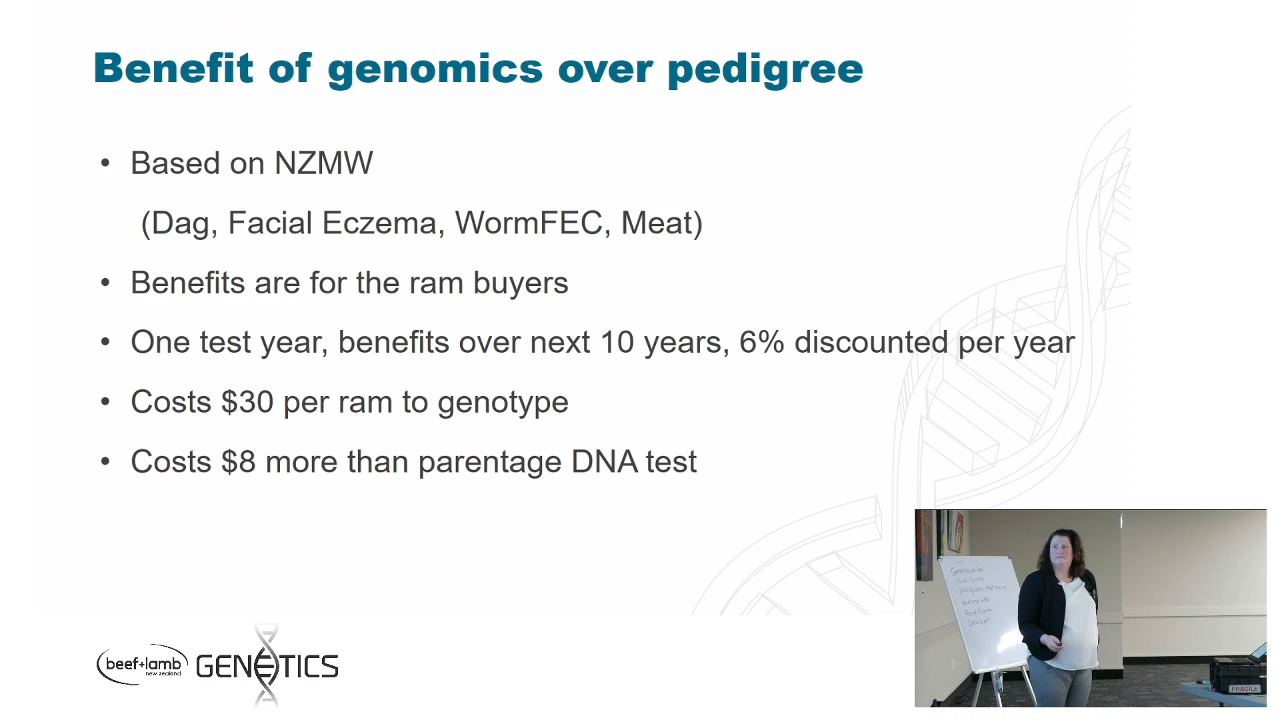 Benefit of genomics over pedigree
• Based on NZMW
(Dag, Facial Eczema, WormFEC, Meat)
• Benefits are for the ram buyers
• One test year, benefits over next 10 years, 6% discounted per year
• Costs $30 per ram to genotype
• Costs $8 more than parentage DNA test
beef+lamb
new zealand
GENETICS
FRAGILE